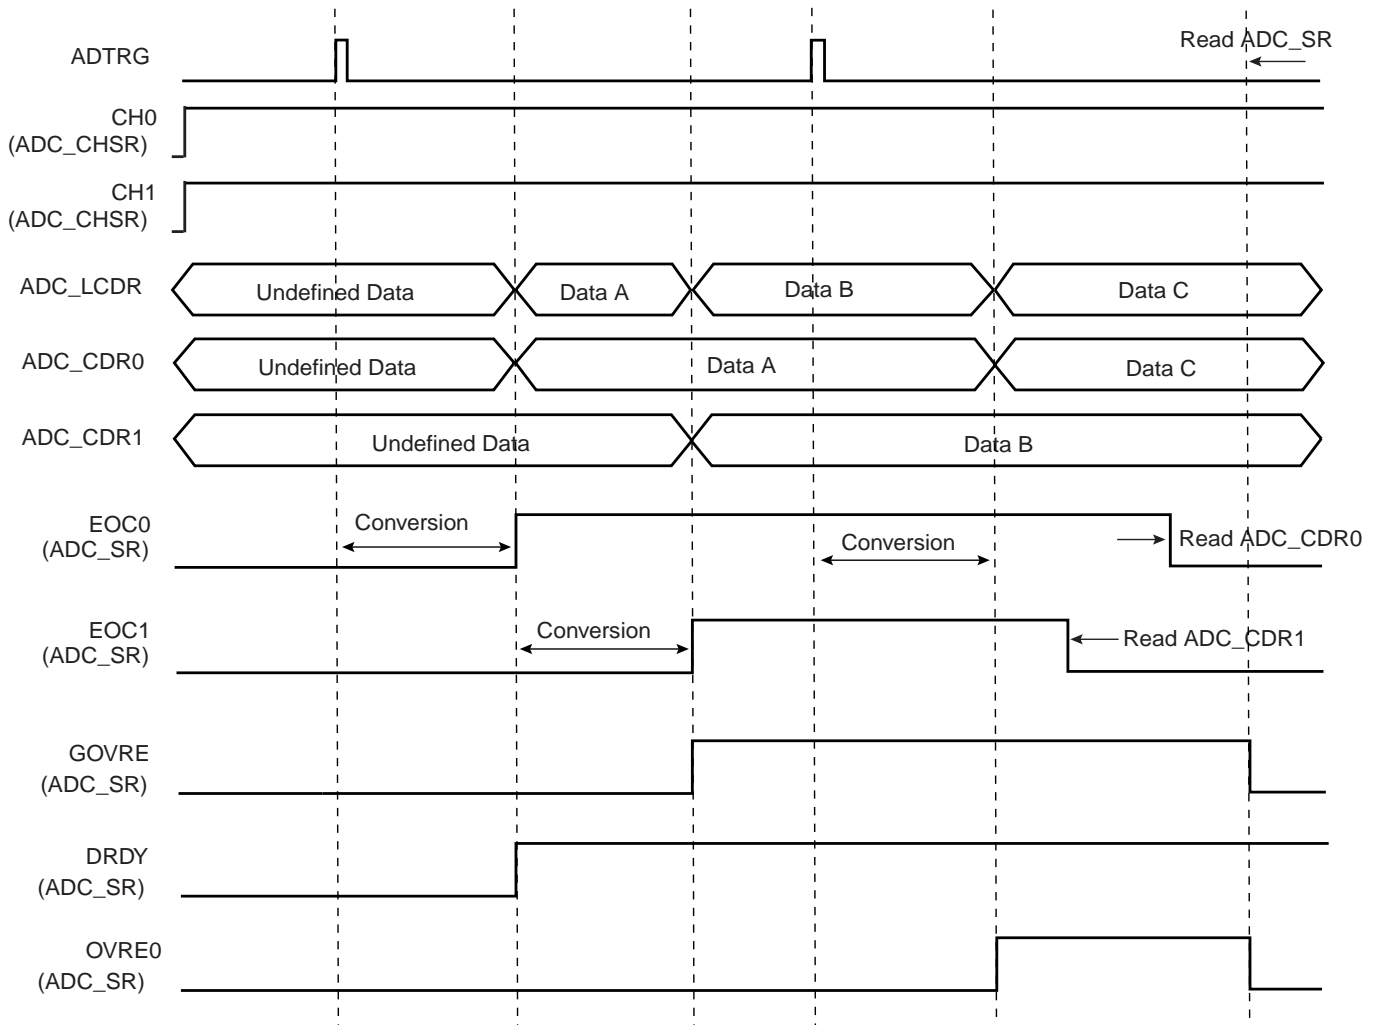 ADTRG
Read ADC_SR
CH0
(ADC_CHSR)
CH1
(ADC_CHSR)
ADC_LCDR
Undefined Data
Data A
Data B
Data C
ADC_CDR0
Undefined Data
Data A
Data C
ADC_CDR1
Undefined Data
Data B
EOC0
(ADC_SR)
Conversion
Conversion
Read ADC_CDR0
EOC1
(ADC_SR)
Conversion
Read ADC_CDR1
GOVRE
(ADC_SR)
DRDY
(ADC_SR)
OVRE0
(ADC_SR)